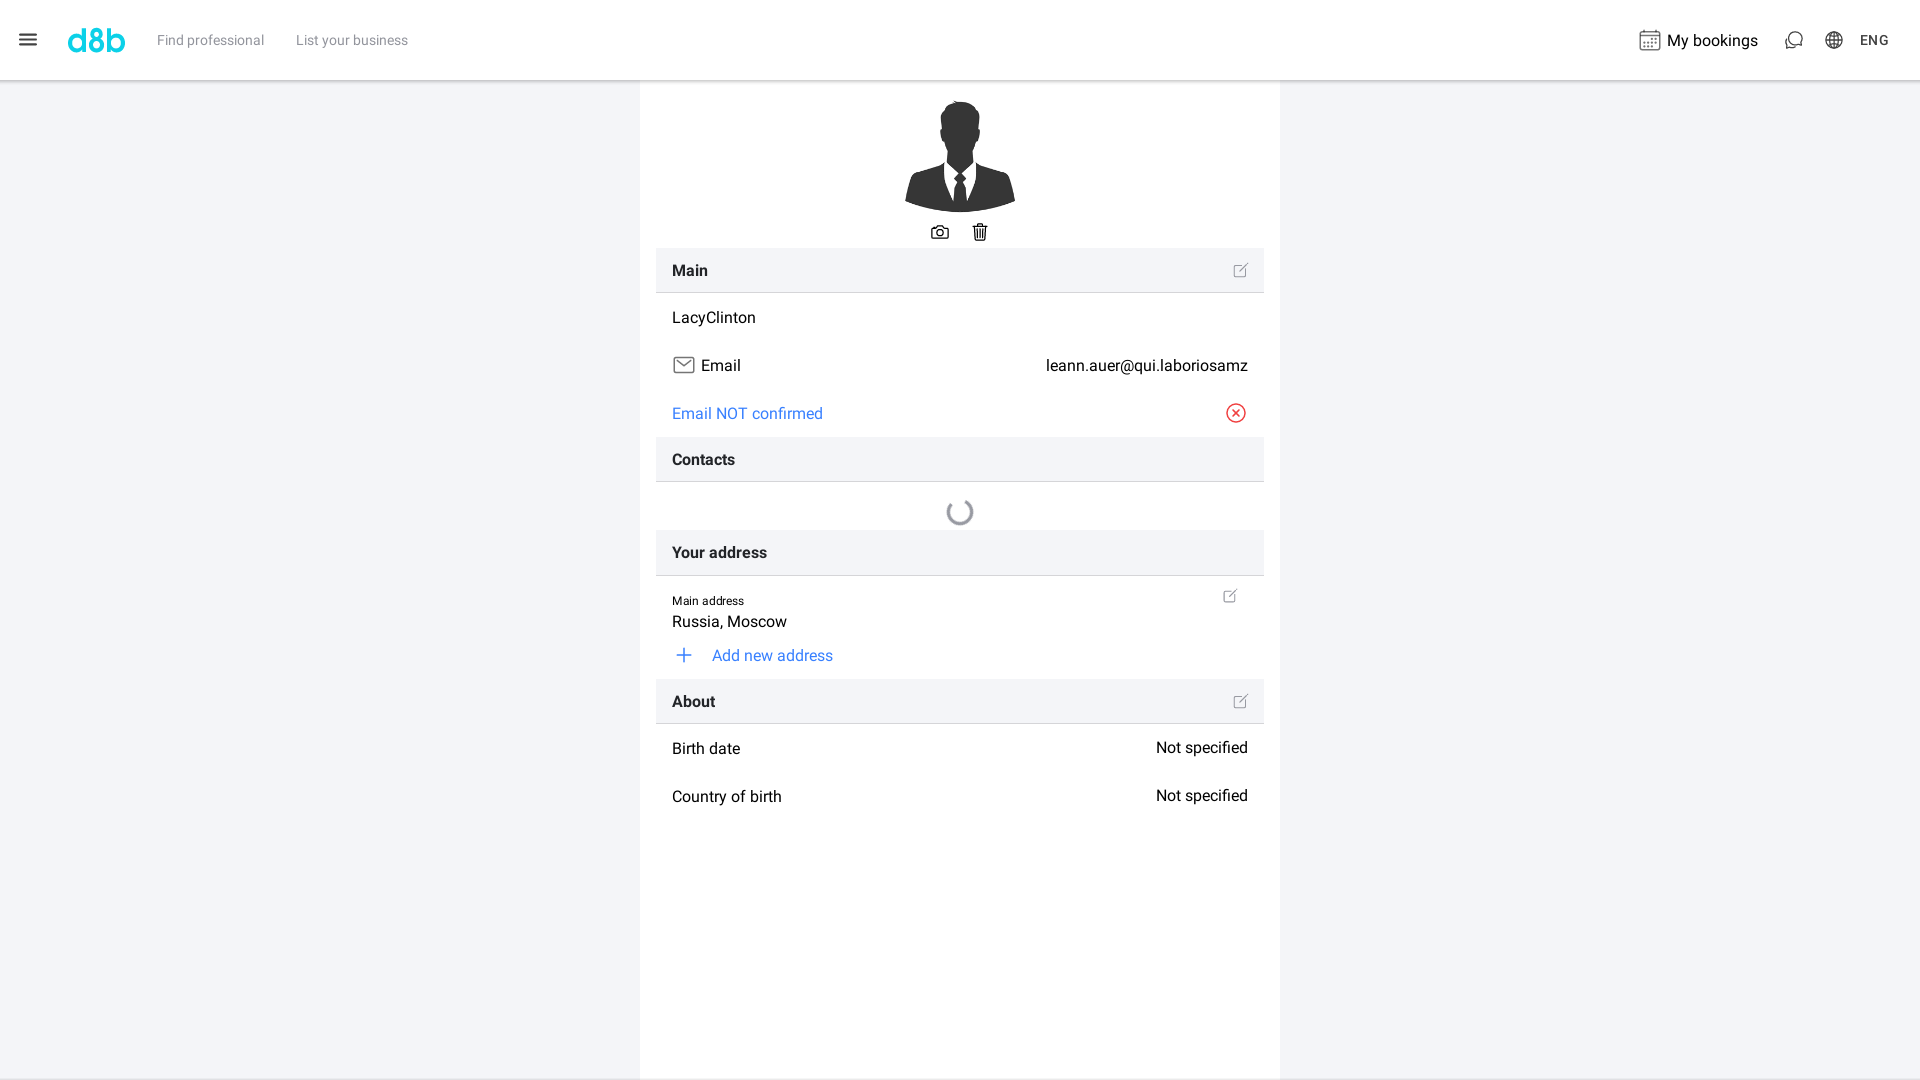 d8b
Find professional
List your business
My bookings
ENG
Main
LacyClinton
Email
leann.auer@qui.laboriosamz
Email NOT confirmed
Contacts
Your address
Main address
Russia, Moscow
Add new address
About
Birth date
Not specified
Country of birth
Not specified